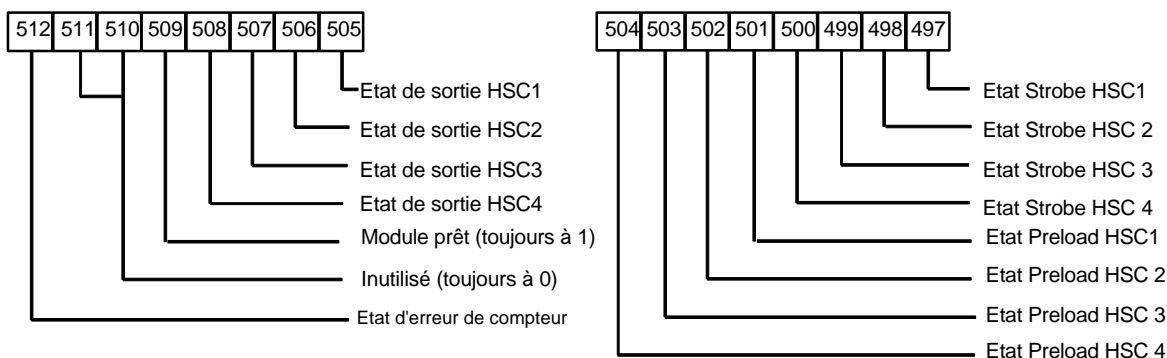 512 511 510 509 508 507 506 505
Etat de sortie HSC1
Etat de sortie HSC2
Etat de sortie HSC3
Etat de sortie HSC4
Module prêt (toujours à 1)
Inutilisé (toujours à 0)
Etat d'erreur de compteur
504 503 502 501 500 499 498 497
Etat Strobe HSC1
Etat Strobe HSC 2
Etat Strobe HSC 3
Etat Strobe HSC 4
Etat Preload HSC1
Etat Preload HSC 2
Etat Preload HSC 3
Etat Preload HSC 4